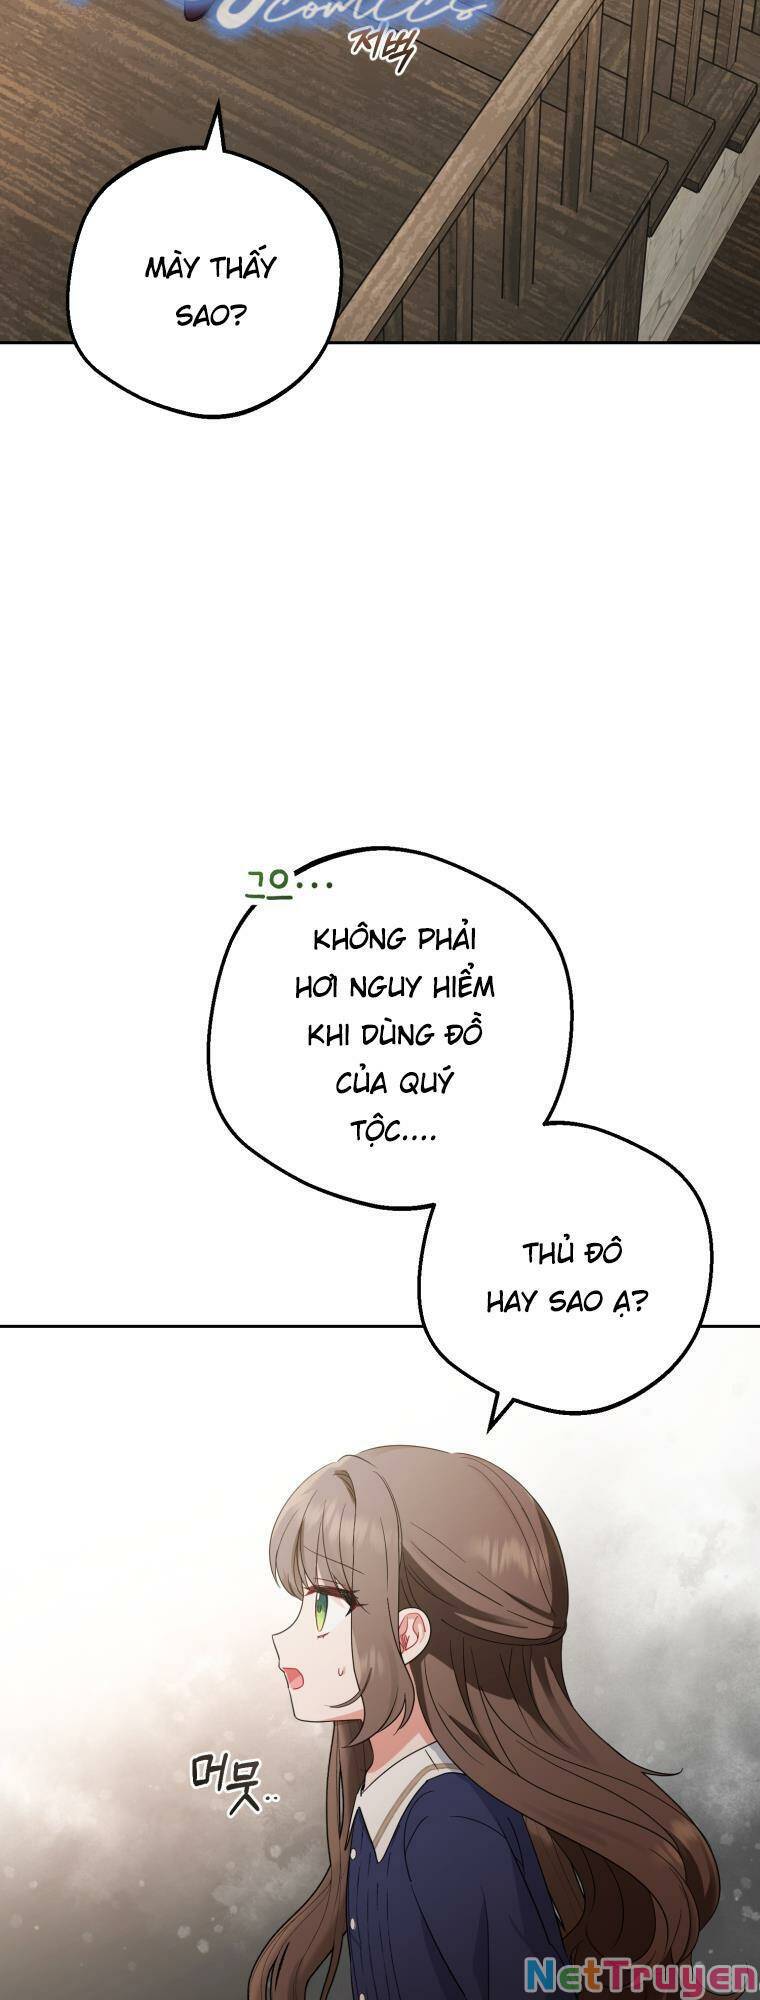 comics
저벅
MÀY THẤY
SAO?
그으...
KHÔNG PHẢI
HƠI NGUY HIỂM
KHI DÙNG ĐỒ
CỦA QUÝ
TỘC....
THỦ ĐÔ
HAY SAO Ạ?
머뭇..
NetTruyen